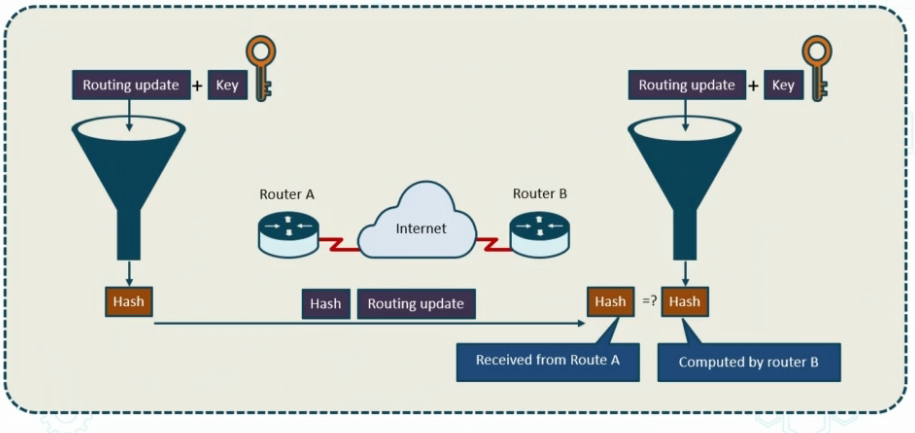 Routing update + Key
Routing update + Key
Router A
Router B
Internet
Hash
Hash Routing update
Hash =? Hash
Received from Route A
Computed by router B